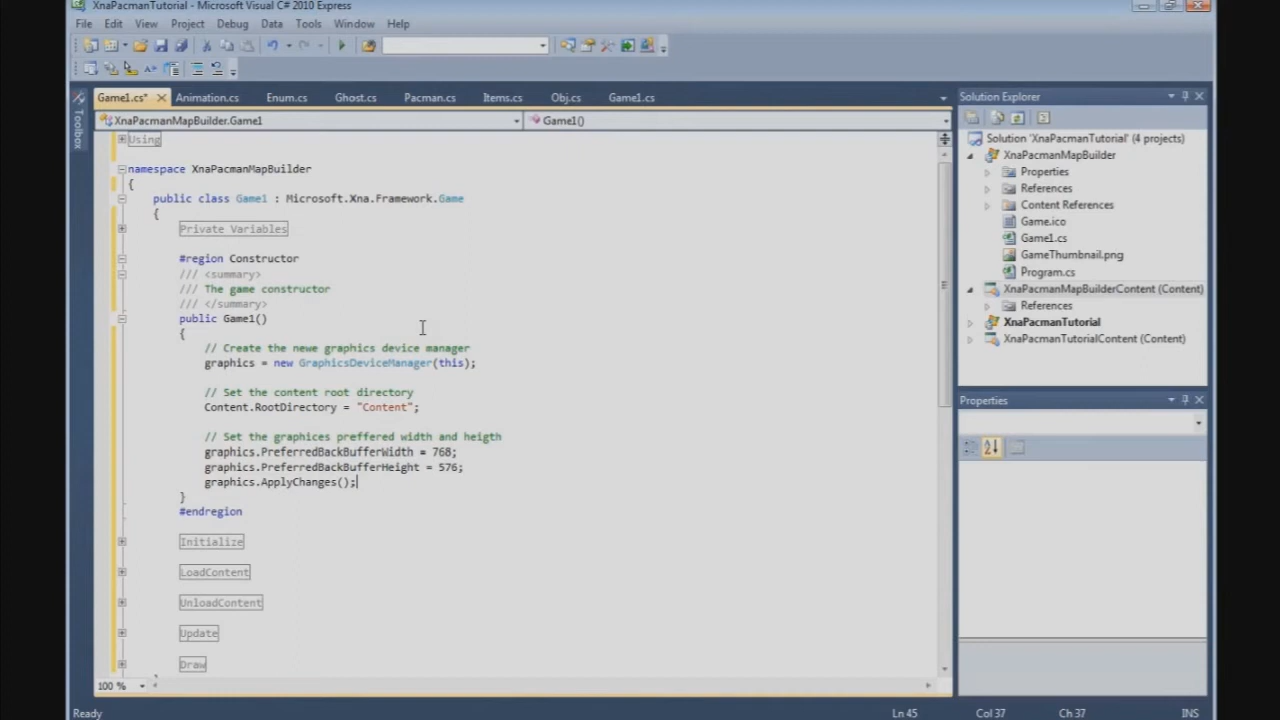 XnaPacmanTutorial - Microsoft Visual C# 2010 Express
File Edit View Project Debug Data Tools Window Help
Game1.cs* Animation.cs Enum.cs Ghost.cs Pacman.cs Items.cs Obj.cs Game1.cs
XnaPacmanMapBuilder.Game1 Game1()
Toolbox
Using
namespace XnaPacmanMapBuilder
{
public class Game1 : Microsoft.Xna.Framework.Game
{
Private Variables
#region Constructor
/// <summary>
/// The game constructor
/// </summary>
public Game1()
{
// Create the newe graphics device manager
graphics = new GraphicsDeviceManager(this);
// Set the content root directory
Content.RootDirectory = "Content";
// Set the graphices preffered width and heigth
graphics.PreferredBackBufferWidth = 768;
graphics.PreferredBackBufferHeight = 576;
graphics.ApplyChanges();
}
#endregion
Initialize
LoadContent
UnloadContent
Update
Draw
100 %
Solution Explorer
Solution 'XnaPacmanTutorial' (4 projects)
XnaPacmanMapBuilder
Properties
References
Content References
Game.ico
Game1.cs
GameThumbnail.png
Program.cs
XnaPacmanMapBuilderContent (Content)
References
XnaPacmanTutorial
XnaPacmanTutorialContent (Content)
Properties
Ready Ln 45 Col 37 Ch 37 INS